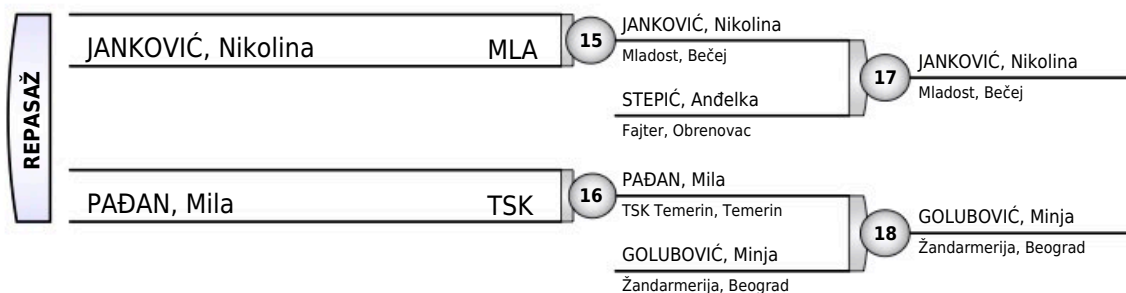 REPASAŽ
JANKOVIĆ, Nikolina MLA
15
JANKOVIĆ, Nikolina
Mladost, Bečej
STEPIĆ, Anđelka
Fajter, Obrenovac
17
JANKOVIĆ, Nikolina
Mladost, Bečej
PAĐAN, Mila TSK
16
PAĐAN, Mila
TSK Temerin, Temerin
GOLUBOVIĆ, Minja
Žandarmerija, Beograd
18
GOLUBOVIĆ, Minja
Žandarmerija, Beograd